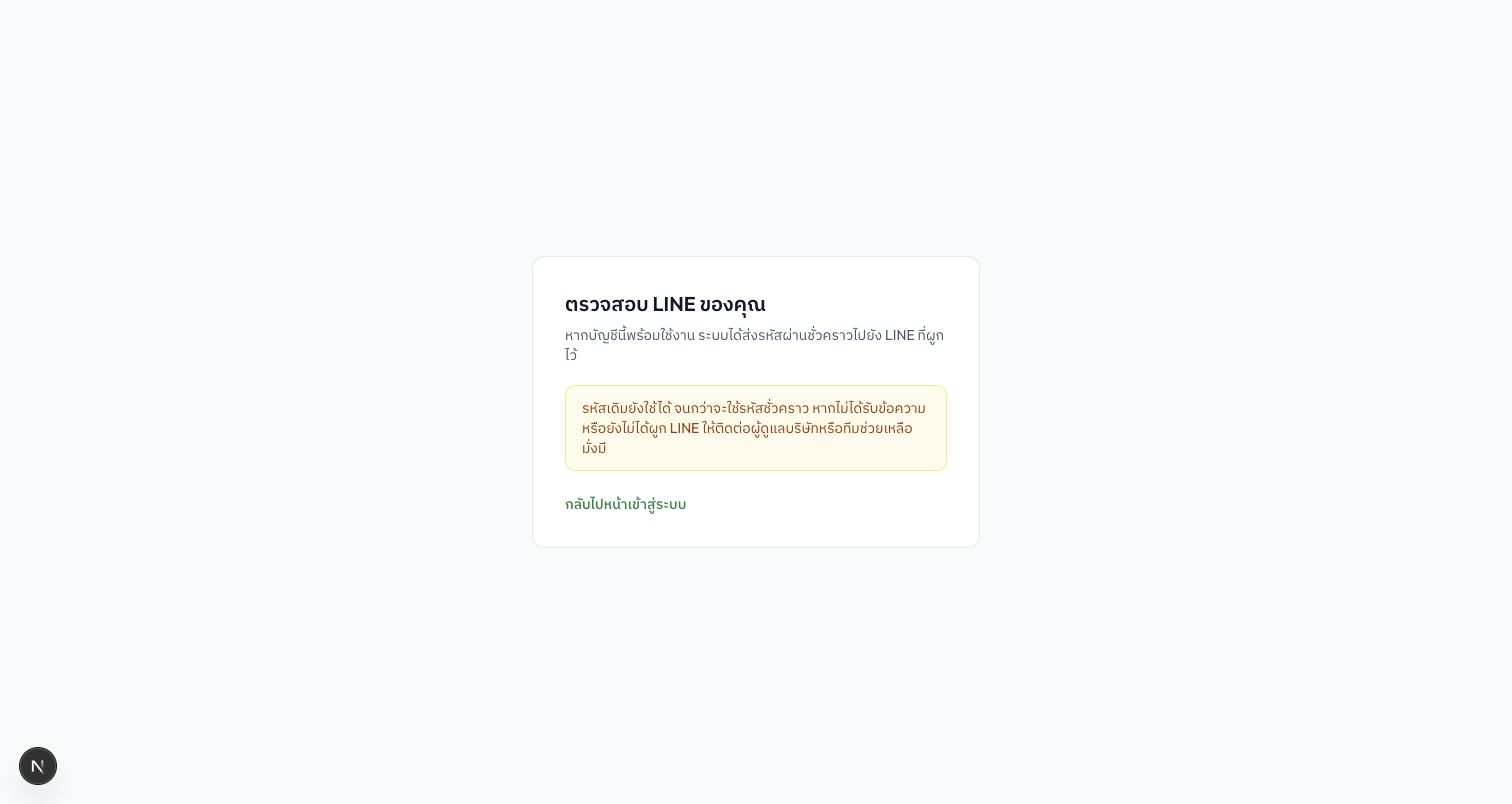 ตรวจสอบ LINE ของคุณ
หากบัญชีนี้พร้อมใช้งาน ระบบได้ส่งรหัสผ่านชั่วคราวไปยัง LINE ที่ผูก
ไว้
รหัสเดิมยังใช้ได้ จนกว่าจะใช้รหัสชั่วคราว หากไม่ได้รับข้อความ
หรือยังไม่ได้ผูก LINE ให้ติดต่อผู้ดูแลบริษัทหรือทีมช่วยเหลือ
มั่งมี
กลับไปหน้าเข้าสู่ระบบ
N